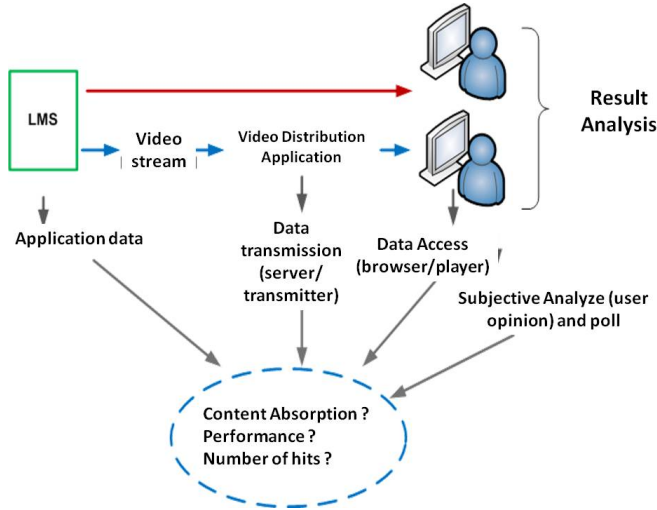 LMS
Video
stream
Video Distribution
Application
Result
Analysis
Application data
Data
transmission
(server/
transmitter)
Data Access
(browser/player)
Subjective Analyze (user
opinion) and poll
Content Absorption ?
Performance ?
Number of hits ?